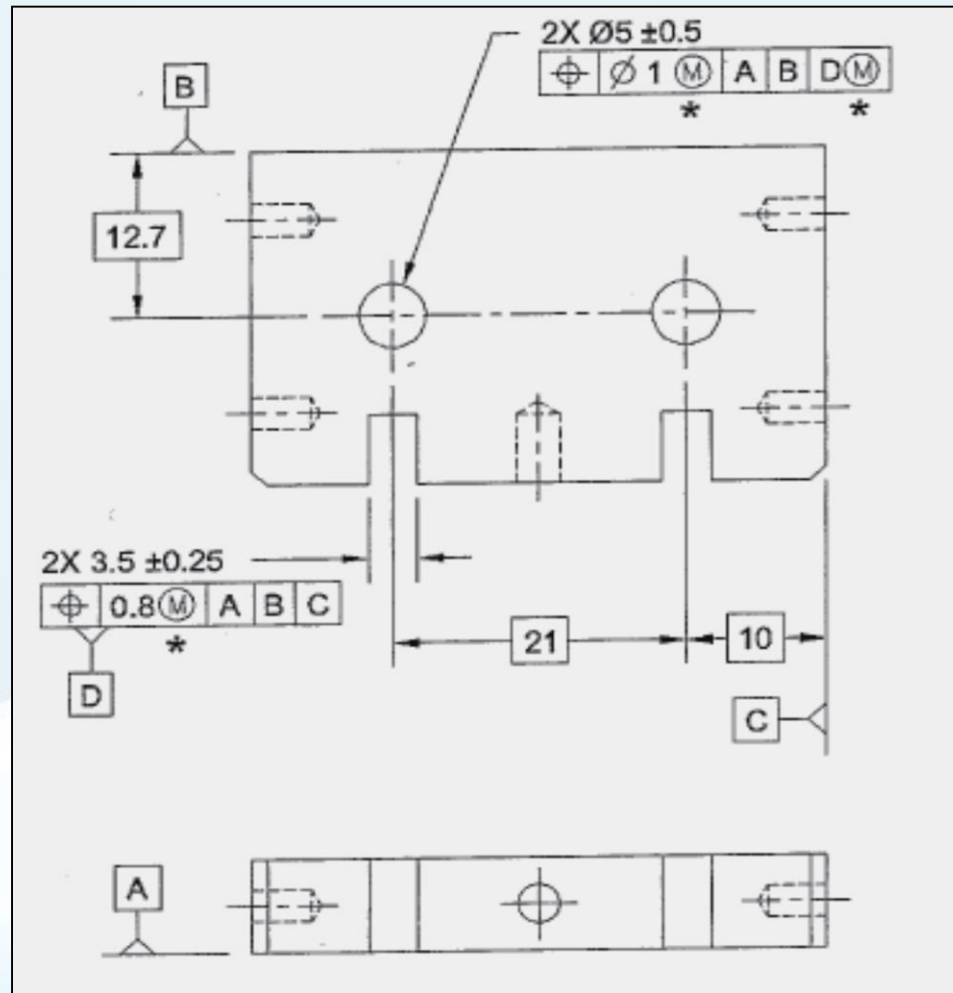 2X Ø5 ±0.5
⌖ Ø 1 Ⓜ A B DⓂ
* *
B
12.7
2X 3.5 ±0.25
⌖ 0.8Ⓜ A B C
*
D
21
10
C
A